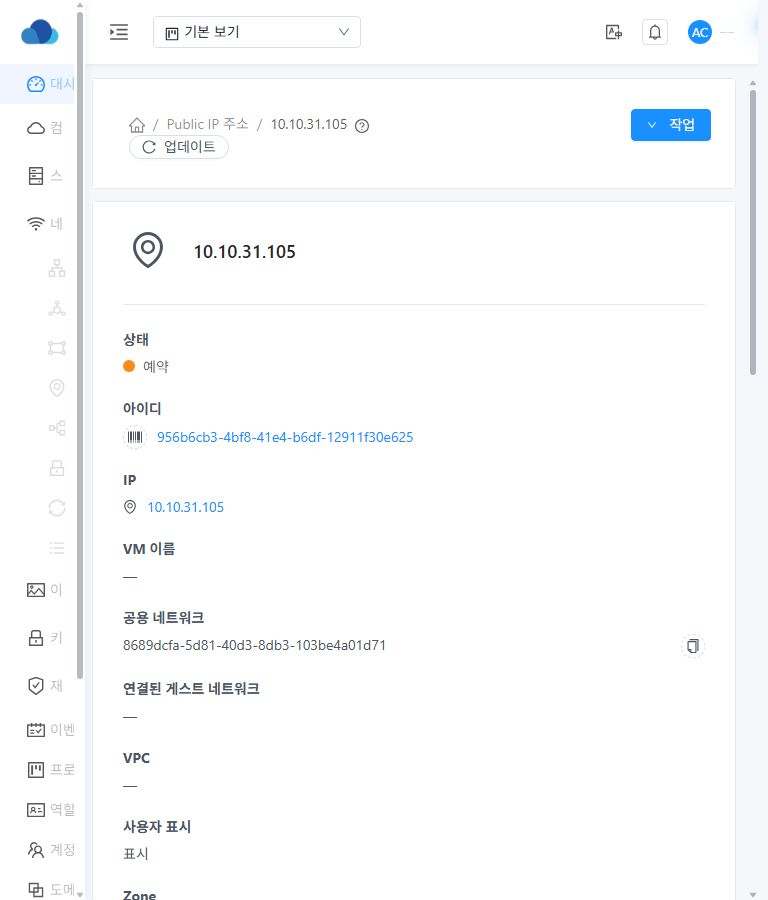 기본 보기
AC
대시
컴
스
네
이
키
재
이벤
프로
역할
계정
도메
/ Public IP 주소 / 10.10.31.105
업데이트
작업
10.10.31.105
상태
예약
아이디
956b6cb3-4bf8-41e4-b6df-12911f30e625
IP
10.10.31.105
VM 이름
—
공용 네트워크
8689dcfa-5d81-40d3-8db3-103be4a01d71
연결된 게스트 네트워크
—
VPC
—
사용자 표시
표시
Zone